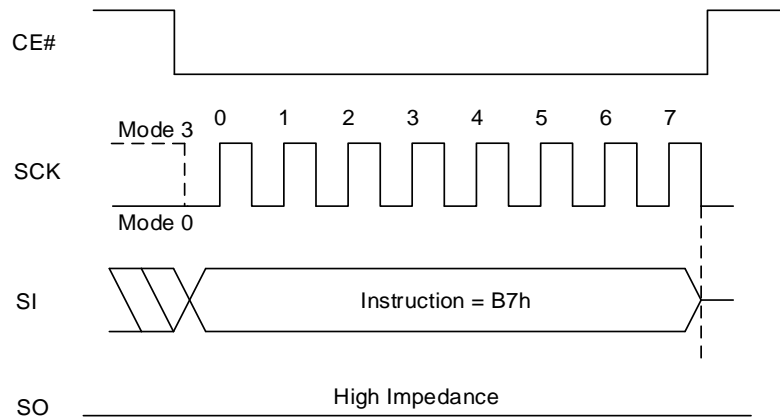 CE#
0 1 2 3 4 5 6 7
Mode 3
SCK
Mode 0
SI
Instruction = B7h
High Impedance
SO